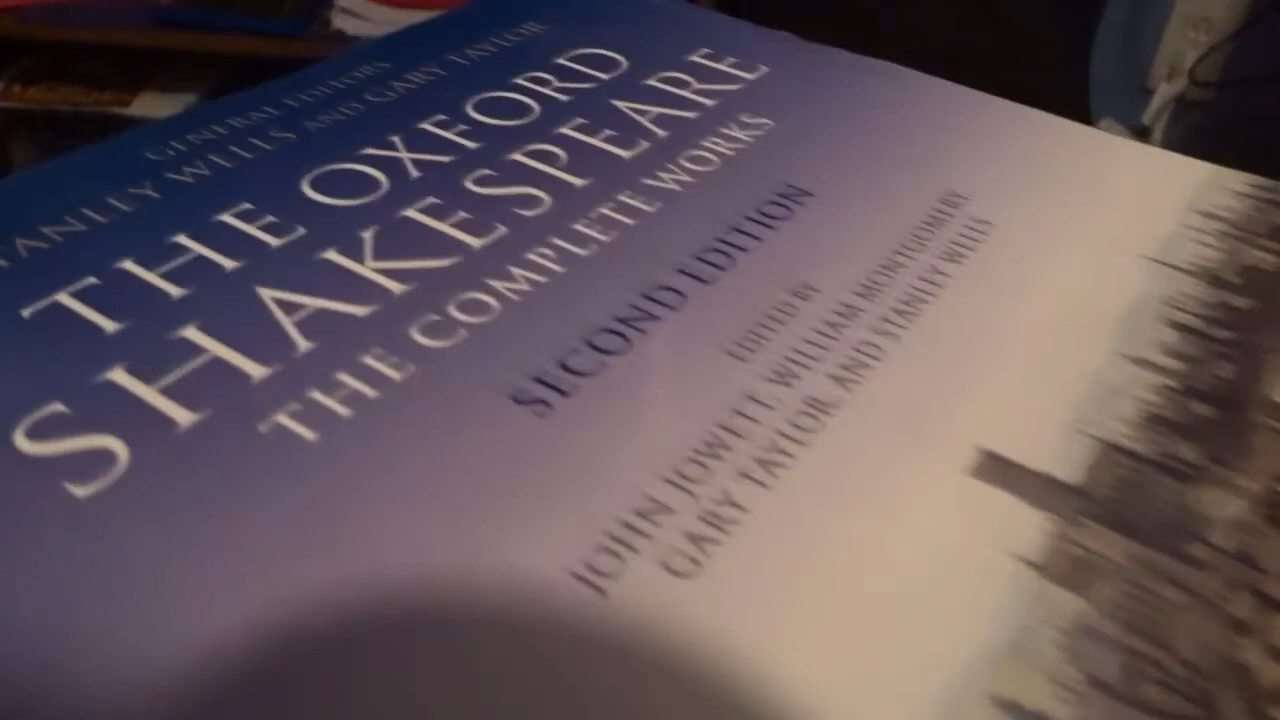 GENERAL EDITORS
STANLEY WELLS AND GARY TAYLOR
THE OXFORD
SHAKESPEARE
THE COMPLETE WORKS
SECOND EDITION
EDITED BY
JOHN JOWETT, WILLIAM MONTGOMERY
GARY TAYLOR, AND STANLEY WELLS